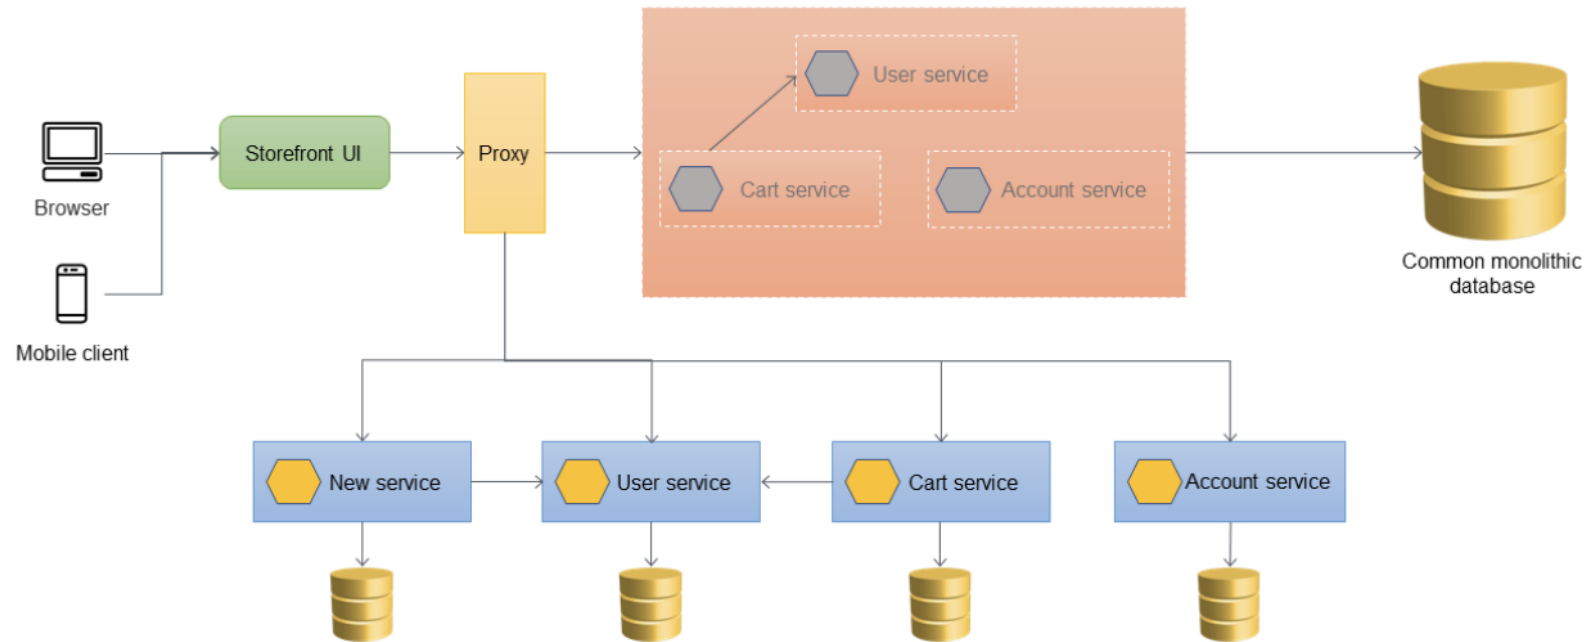 User service
Storefront UI
Proxy
Cart service
Account service
Browser
Common monolithic
database
Mobile client
New service
User service
Cart service
Account service